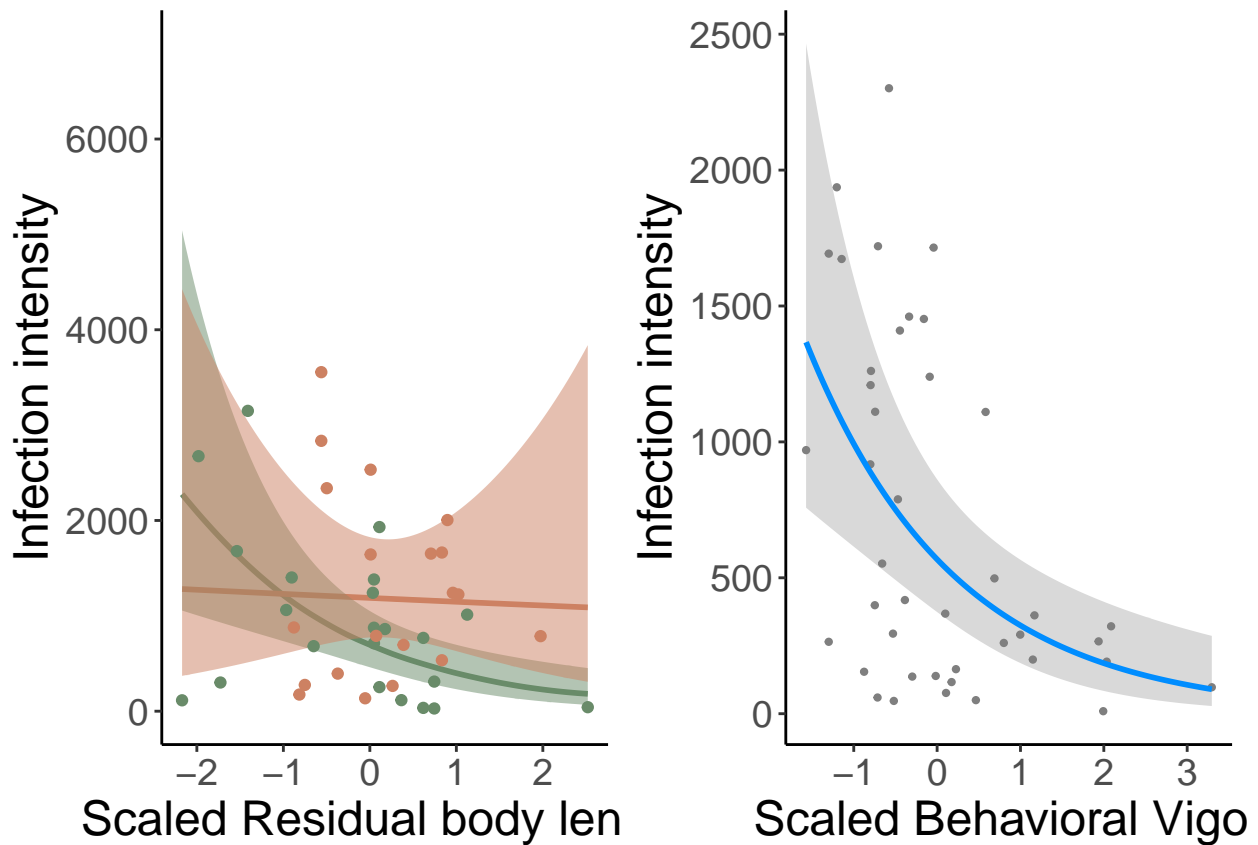 Infection intensity
6000
4000
2000
0
−2 −1 0 1 2
Scaled Residual body len
Infection intensity
2500
2000
1500
1000
500
0
−1 0 1 2 3
Scaled Behavioral Vigo